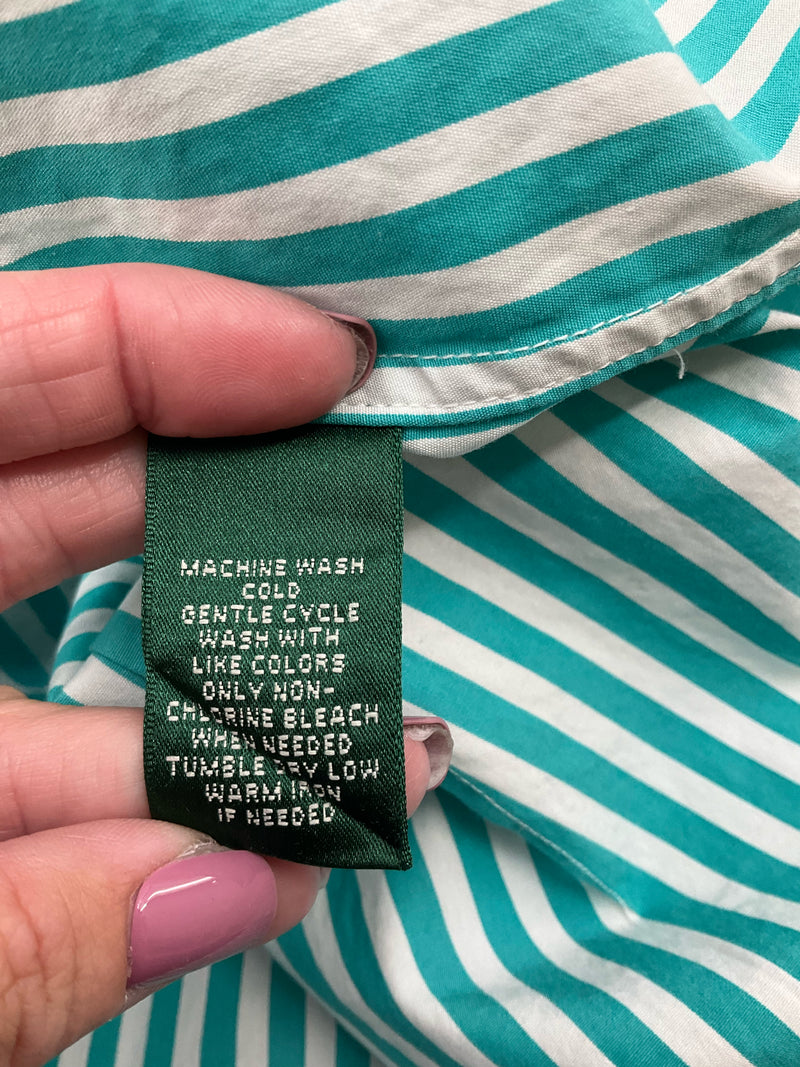 MACHINE WASH
COLD
GENTLE CYCLE
WASH WITH
LIKE COLORS
ONLY NON-
CHLORINE BLEACH
WHEN NEEDED
TUMBLE DRY LOW
WARM IRON
IF NEEDED